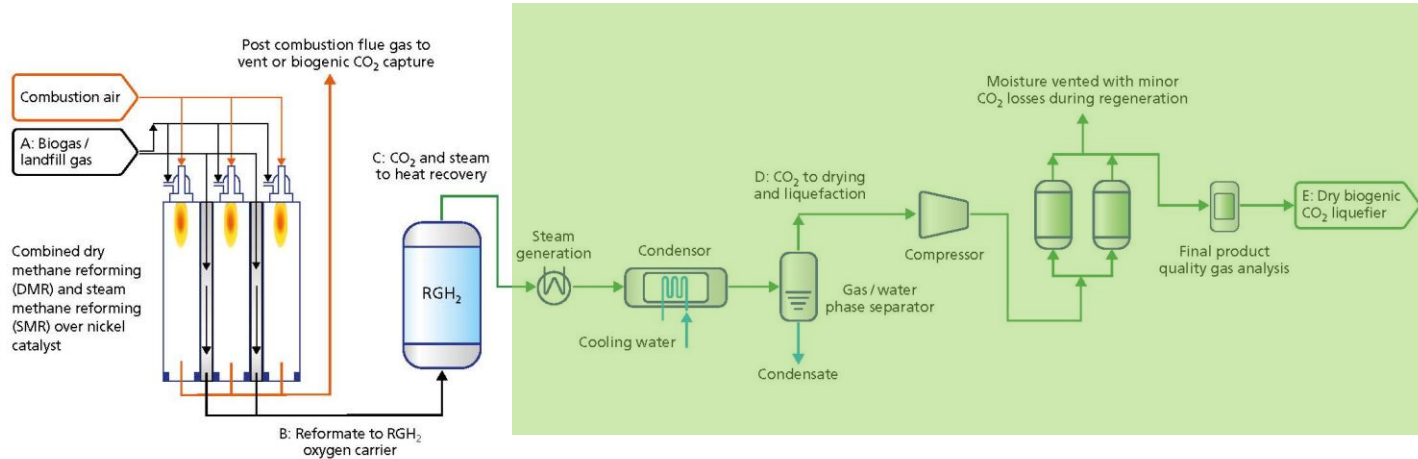 Post combustion flue gas to
vent or biogenic CO₂ capture
Combustion air
A: Biogas /
landfill gas
Combined dry
methane reforming
(DMR) and steam
methane reforming
(SMR) over nickel
catalyst
B: Reformate to RGH₂
oxygen carrier
C: CO₂ and steam
to heat recovery
RGH₂
Steam
generation
Condensor
Cooling water
D: CO₂ to drying
and liquefaction
Gas / water
phase separator
Condensate
Compressor
Moisture vented with minor
CO₂ losses during regeneration
Final product
quality gas analysis
E: Dry biogenic
CO₂ liquefier